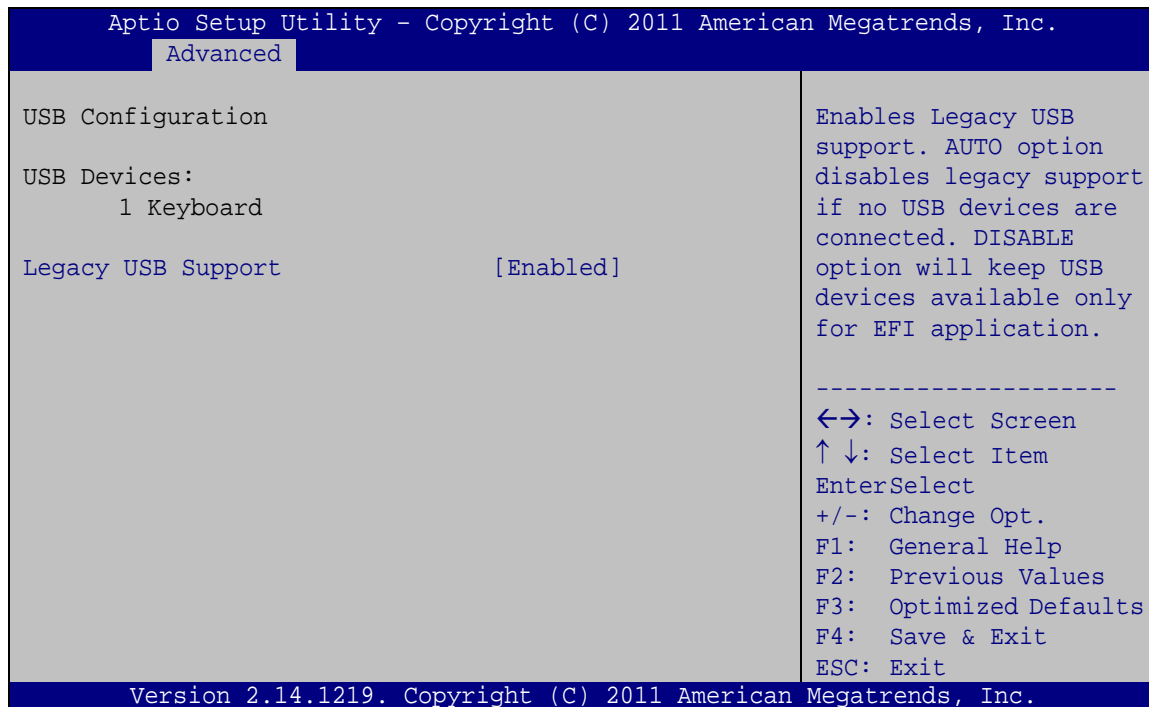 Aptio Setup Utility – Copyright (C) 2011 American Megatrends, Inc.
Advanced
USB Configuration
USB Devices:
1 Keyboard
Legacy USB Support [Enabled]
Enables Legacy USB
support. AUTO option
disables legacy support
if no USB devices are
connected. DISABLE
option will keep USB
devices available only
for EFI application.
----------------------
←→: Select Screen
↑ ↓: Select Item
EnterSelect
+/-: Change Opt.
F1: General Help
F2: Previous Values
F3: Optimized Defaults
F4: Save & Exit
ESC: Exit
Version 2.14.1219. Copyright (C) 2011 American Megatrends, Inc.